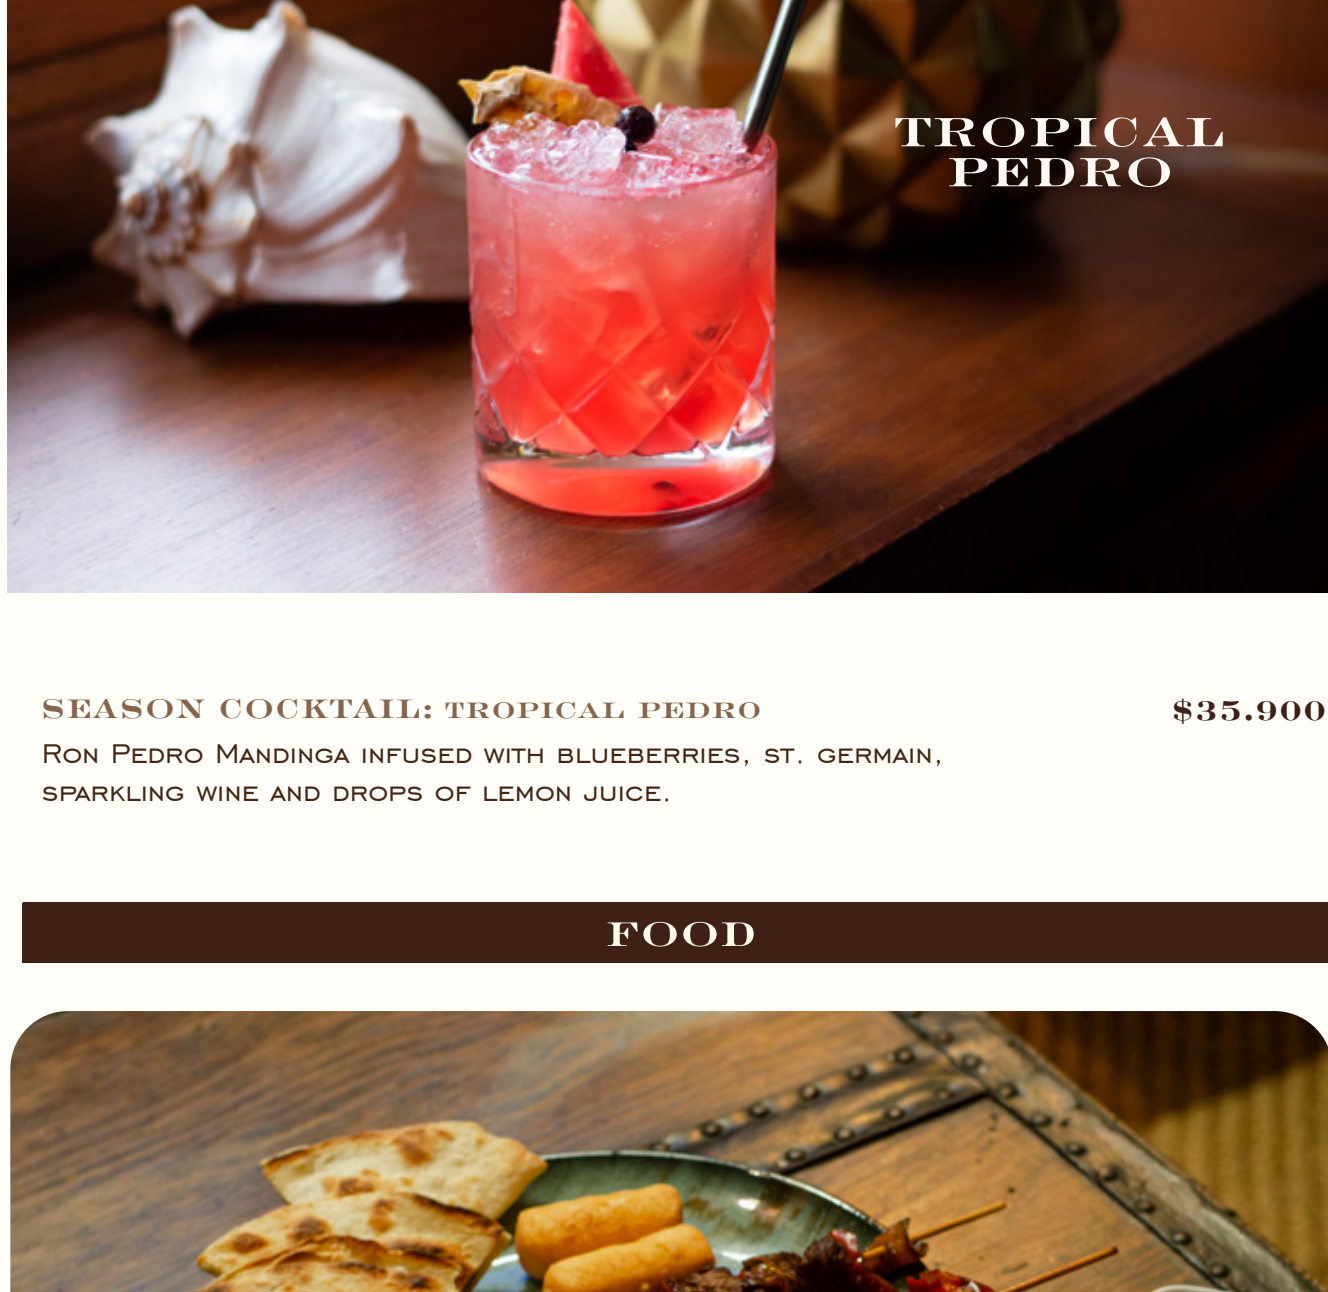 TROPICAL
PEDRO
SEASON COCKTAIL: TROPICAL PEDRO
$35.900
RON PEDRO MANDINGA INFUSED WITH BLUEBERRIES, ST. GERMAIN,
SPARKLING WINE AND DROPS OF LEMON JUICE.
FOOD